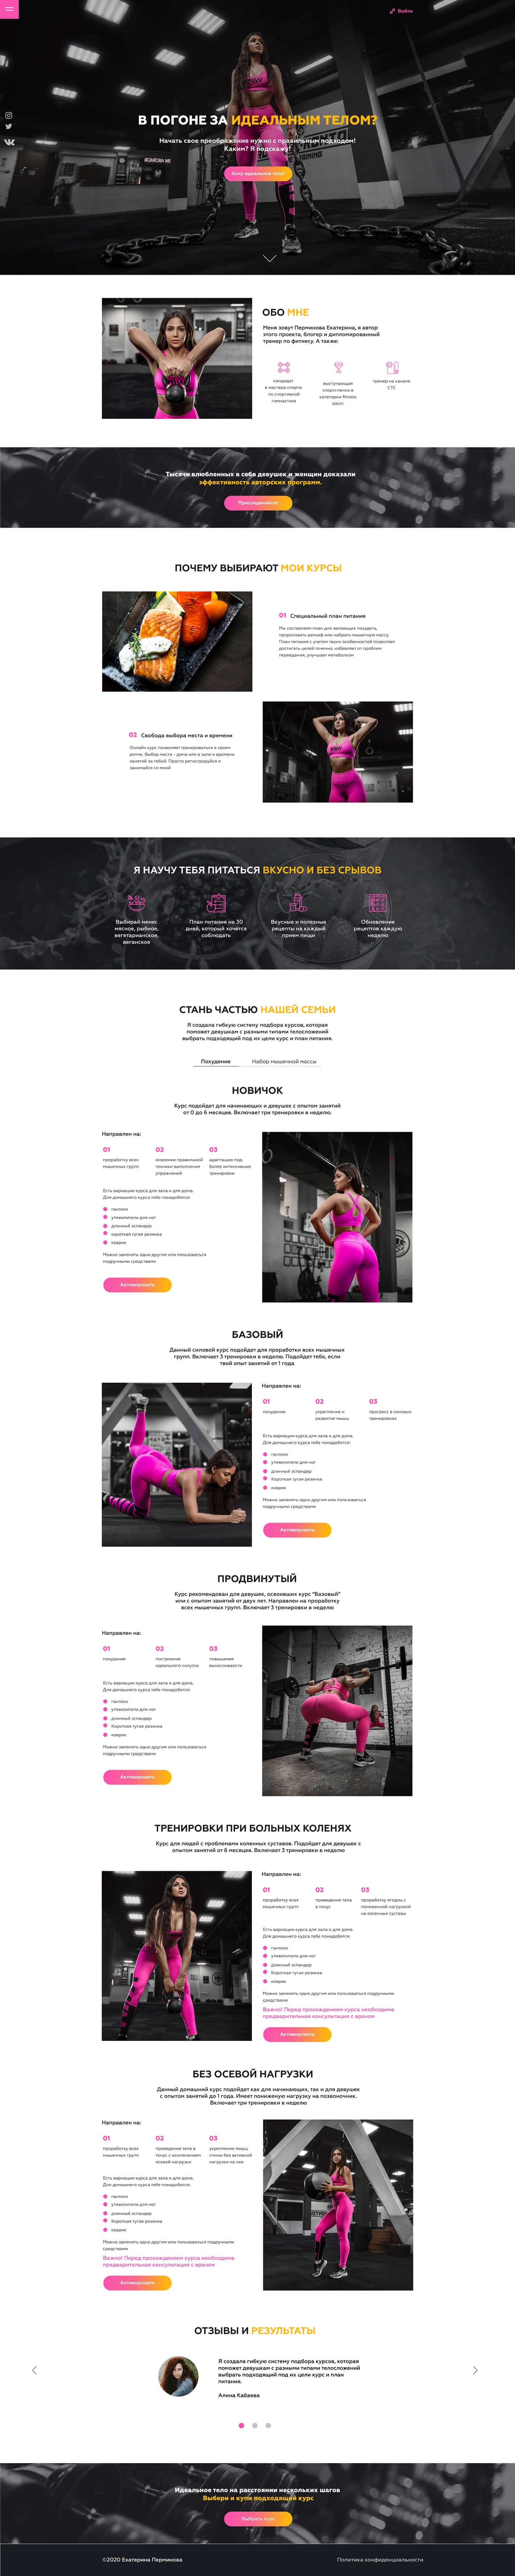 Войти
В ПОГОНЕ ЗА ИДЕАЛЬНЫМ ТЕЛОМ?
Начать свое преображение нужно с правильным подходом!
Каким? Я подскажу!
Хочу идеальное тело!
ОБО МНЕ
Меня зовут Перминова Екатерина, я автор
этого проекта, блогер и дипломированный
тренер по фитнесу. А также:
кандидат
в мастера спорта
по спортивной
гимнастике
выступающая
спортсменка в
категории fitness
bikini
тренер на канале
СТС
Тысячи влюбленных в себя девушек и женщин доказали
эффективность авторских программ.
Присоединяйся!
ПОЧЕМУ ВЫБИРАЮТ МОИ КУРСЫ
01 Специальный план питания
Мы составляем план для желающих похудеть,
прорисовать рельеф или набрать мышечную массу.
План питания с учетом твоих особенностей позволяет
достигать целей точечно, избавляет от проблем
переедания, улучшает метаболизм
02 Свобода выбора места и времени
Онлайн курс позволяет тренироваться в своем
ритме. Выбор места - дома или в зале и времени
занятий за тобой. Просто регистрируйся и
занимайся со мной
Я НАУЧУ ТЕБЯ ПИТАТЬСЯ ВКУСНО И БЕЗ СРЫВОВ
Выбирай меню:
мясное, рыбное,
вегетарианское,
веганское
План питания на 30
дней, который хочется
соблюдать
Вкусные и полезные
рецепты на каждый
прием пищи
Обновление
рецептов каждую
неделю
СТАНЬ ЧАСТЬЮ НАШЕЙ СЕМЬИ
Я создала гибкую систему подбора курсов, которая
поможет девушкам с разными типами телосложений
выбрать подходящий под их цели курс и план питания.
Похудение
Набор мышечной массы
НОВИЧОК
Курс подойдет для начинающих и девушек с опытом занятий
от 0 до 6 месяцев. Включает три тренировки в неделю.
Направлен на:
01
проработку всех
мышечных групп
02
освоение правильной
техники выполнения
упражнений
03
адаптацию под
более интенсивные
тренировки
Есть вариации курса для зала и для дома.
Для домашнего курса тебе понадобятся:
гантели
утяжелители для ног
длинный эспандер
короткая тугая резинка
коврик
Можно заменять одно другим или пользоваться
подручными средствами
Активировать
БАЗОВЫЙ
Данный силовой курс подойдет для проработки всех мышечных
групп. Включает 3 тренировки в неделю. Подойдет тебе, если
твой опыт занятий от 1 года
Направлен на:
01
похудение
02
укрепление и
развитие мышц
03
прогресс в силовых
тренировках
Есть вариации курса для зала и для дома.
Для домашнего курса тебе понадобятся:
гантели
утяжелители для ног
длинный эспандер
Короткая тугая резинка
коврик
Можно заменять одно другим или пользоваться
подручными средствами
Активировать
ПРОДВИНУТЫЙ
Курс рекомендован для девушек, освоивших курс "Базовый"
или с опытом занятий от двух лет. Направлен на проработку
всех мышечных групп. Включает 3 тренировки в неделю
Направлен на:
01
похудение
02
построение
идеального силуэта
03
повышение
выносливости
Есть вариации курса для зала и для дома.
Для домашнего курса тебе понадобятся:
гантели
утяжелители для ног
длинный эспандер
Короткая тугая резинка
коврик
Можно заменять одно другим или пользоваться
подручными средствами
Активировать
ТРЕНИРОВКИ ПРИ БОЛЬНЫХ КОЛЕНЯХ
Курс для людей с проблемами коленных суставов. Подойдет для девушек с
опытом занятий от 6 месяцев. Включает 3 тренировки в неделю
Направлен на:
01
проработку всех
мышечных групп
02
приведение тела
в тонус
03
проработку ягодиц с
пониженной нагрузкой
на коленные суставы
Есть вариации курса для зала и для дома.
Для домашнего курса тебе понадобятся:
гантели
утяжелители для ног
длинный эспандер
Короткая тугая резинка
коврик
Можно заменять одно другим или пользоваться подручными
средствами
Важно! Перед прохождением курса необходима
предварительная консультация с врачом
Активировать
БЕЗ ОСЕВОЙ НАГРУЗКИ
Данный домашний курс подойдет как для начинающих, так и для девушек
с опытом занятий до 1 года. Имеет пониженую нагрузку на позвоночник.
Включает три тренировки в неделю
Направлен на:
01
проработку всех
мышечных групп
02
приведение тела в
тонус с исключением
осевой нагрузки
03
укрепление мышц
спины без активной
нагрузки на нее
Есть вариации курса для зала и для дома.
Для домашнего курса тебе понадобятся:
гантели
утяжелители для ног
длинный эспандер
Короткая тугая резинка
коврик
Можно заменять одно другим или пользоваться подручными
средствами
Важно! Перед прохождением курса необходима
предварительная консультация с врачом
Активировать
ОТЗЫВЫ И РЕЗУЛЬТАТЫ
Я создала гибкую систему подбора курсов, которая
поможет девушкам с разными типами телосложений
выбрать подходящий под их цели курс и план
питания.
Алина Кабаева
Идеальное тело на расстоянии нескольких шагов
Выбери и купи подходящий курс
Выбрать курс
©2020 Екатерина Перминова
Политика конфиденциальности